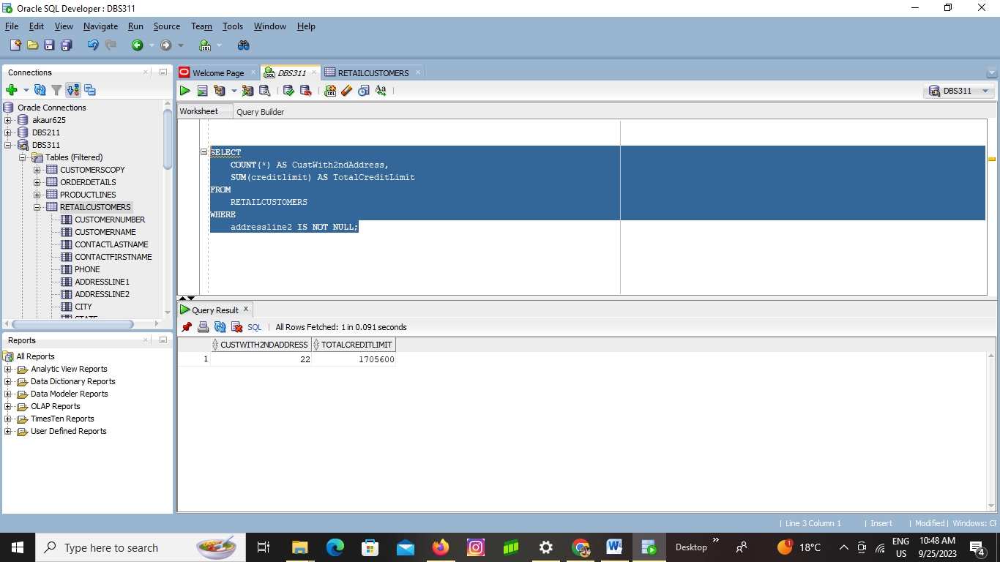 Oracle SQL Developer : DBS311
File Edit View Navigate Run Source Team Tools Window Help
Connections
Oracle Connections
akaur625
DBS211
DBS311
Tables (Filtered)
CUSTOMERSCOPY
ORDERDETAILS
PRODUCTLINES
RETAILCUSTOMERS
CUSTOMERNUMBER
CUSTOMERNAME
CONTACTLASTNAME
CONTACTFIRSTNAME
PHONE
ADDRESSLINE1
ADDRESSLINE2
CITY
STATE
Reports
All Reports
Analytic View Reports
Data Dictionary Reports
Data Modeler Reports
OLAP Reports
TimesTen Reports
User Defined Reports
Welcome Page DBS311 RETAILCUSTOMERS
DBS311
Worksheet Query Builder
SELECT
COUNT(*) AS CustWith2ndAddress,
SUM(creditlimit) AS TotalCreditLimit
FROM
RETAILCUSTOMERS
WHERE
addressline2 IS NOT NULL;
Query Result
SQL | All Rows Fetched: 1 in 0.091 seconds
CUSTWITH2NDADDRESS TOTALCREDITLIMIT
1 22 1705600
| Line 3 Column 1 | Insert | Modified | Windows: CR
Type here to search
Desktop
18°C
ENG
US
10:48 AM
9/25/2023
4